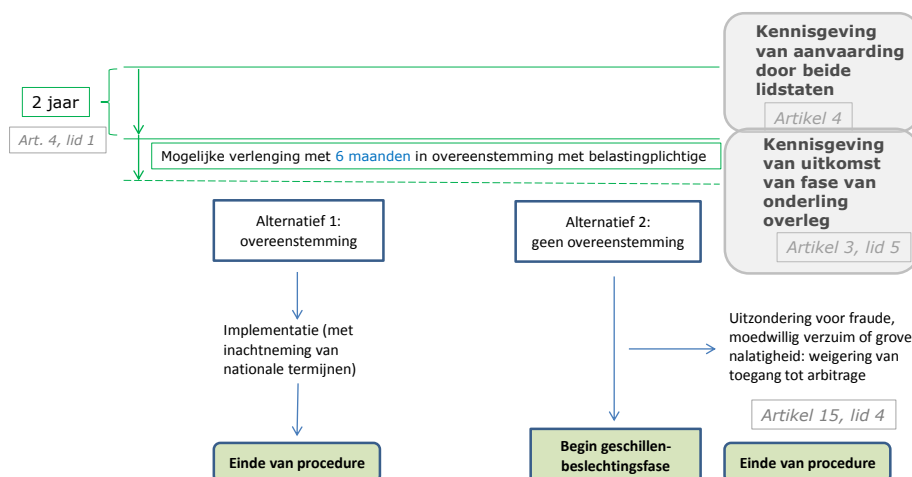 Kennisgeving
van aanvaarding
door beide
lidstaten
Artikel 4
2 jaar
Art. 4, lid 1
Mogelijke verlenging met 6 maanden in overeenstemming met belastingplichtige
Kennisgeving
van uitkomst
van fase van
onderling
overleg
Artikel 3, lid 5
Alternatief 1:
overeenstemming
Alternatief 2:
geen overeenstemming
Implementatie (met
inachtneming van
nationale termijnen)
Uitzondering voor fraude,
moedwillig verzuim of grove
nalatigheid: weigering van
toegang tot arbitrage
Artikel 15, lid 4
Einde van procedure
Begin geschillen-
beslechtingsfase
Einde van procedure